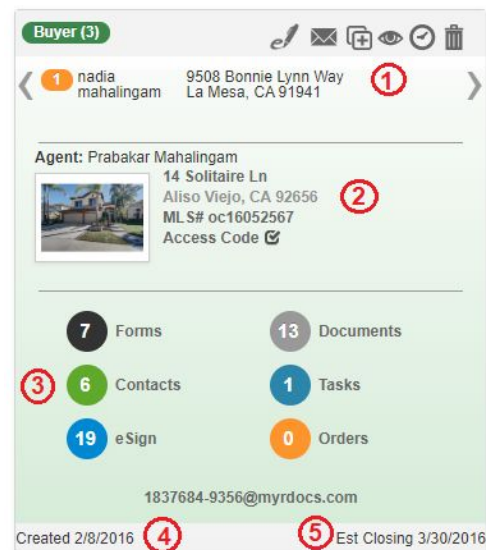 Buyer (3)
1 nadia mahalingam 9508 Bonnie Lynn Way
La Mesa, CA 91941
1
Agent: Prabakar Mahalingam
14 Solitaire Ln
Aliso Viejo, CA 92656
2
MLS# oc16052567
Access Code
7 Forms 13 Documents
3 6 Contacts 1 Tasks
19 eSign 0 Orders
1837684-9356@myrdocs.com
Created 2/8/2016 4 5 Est Closing 3/30/2016